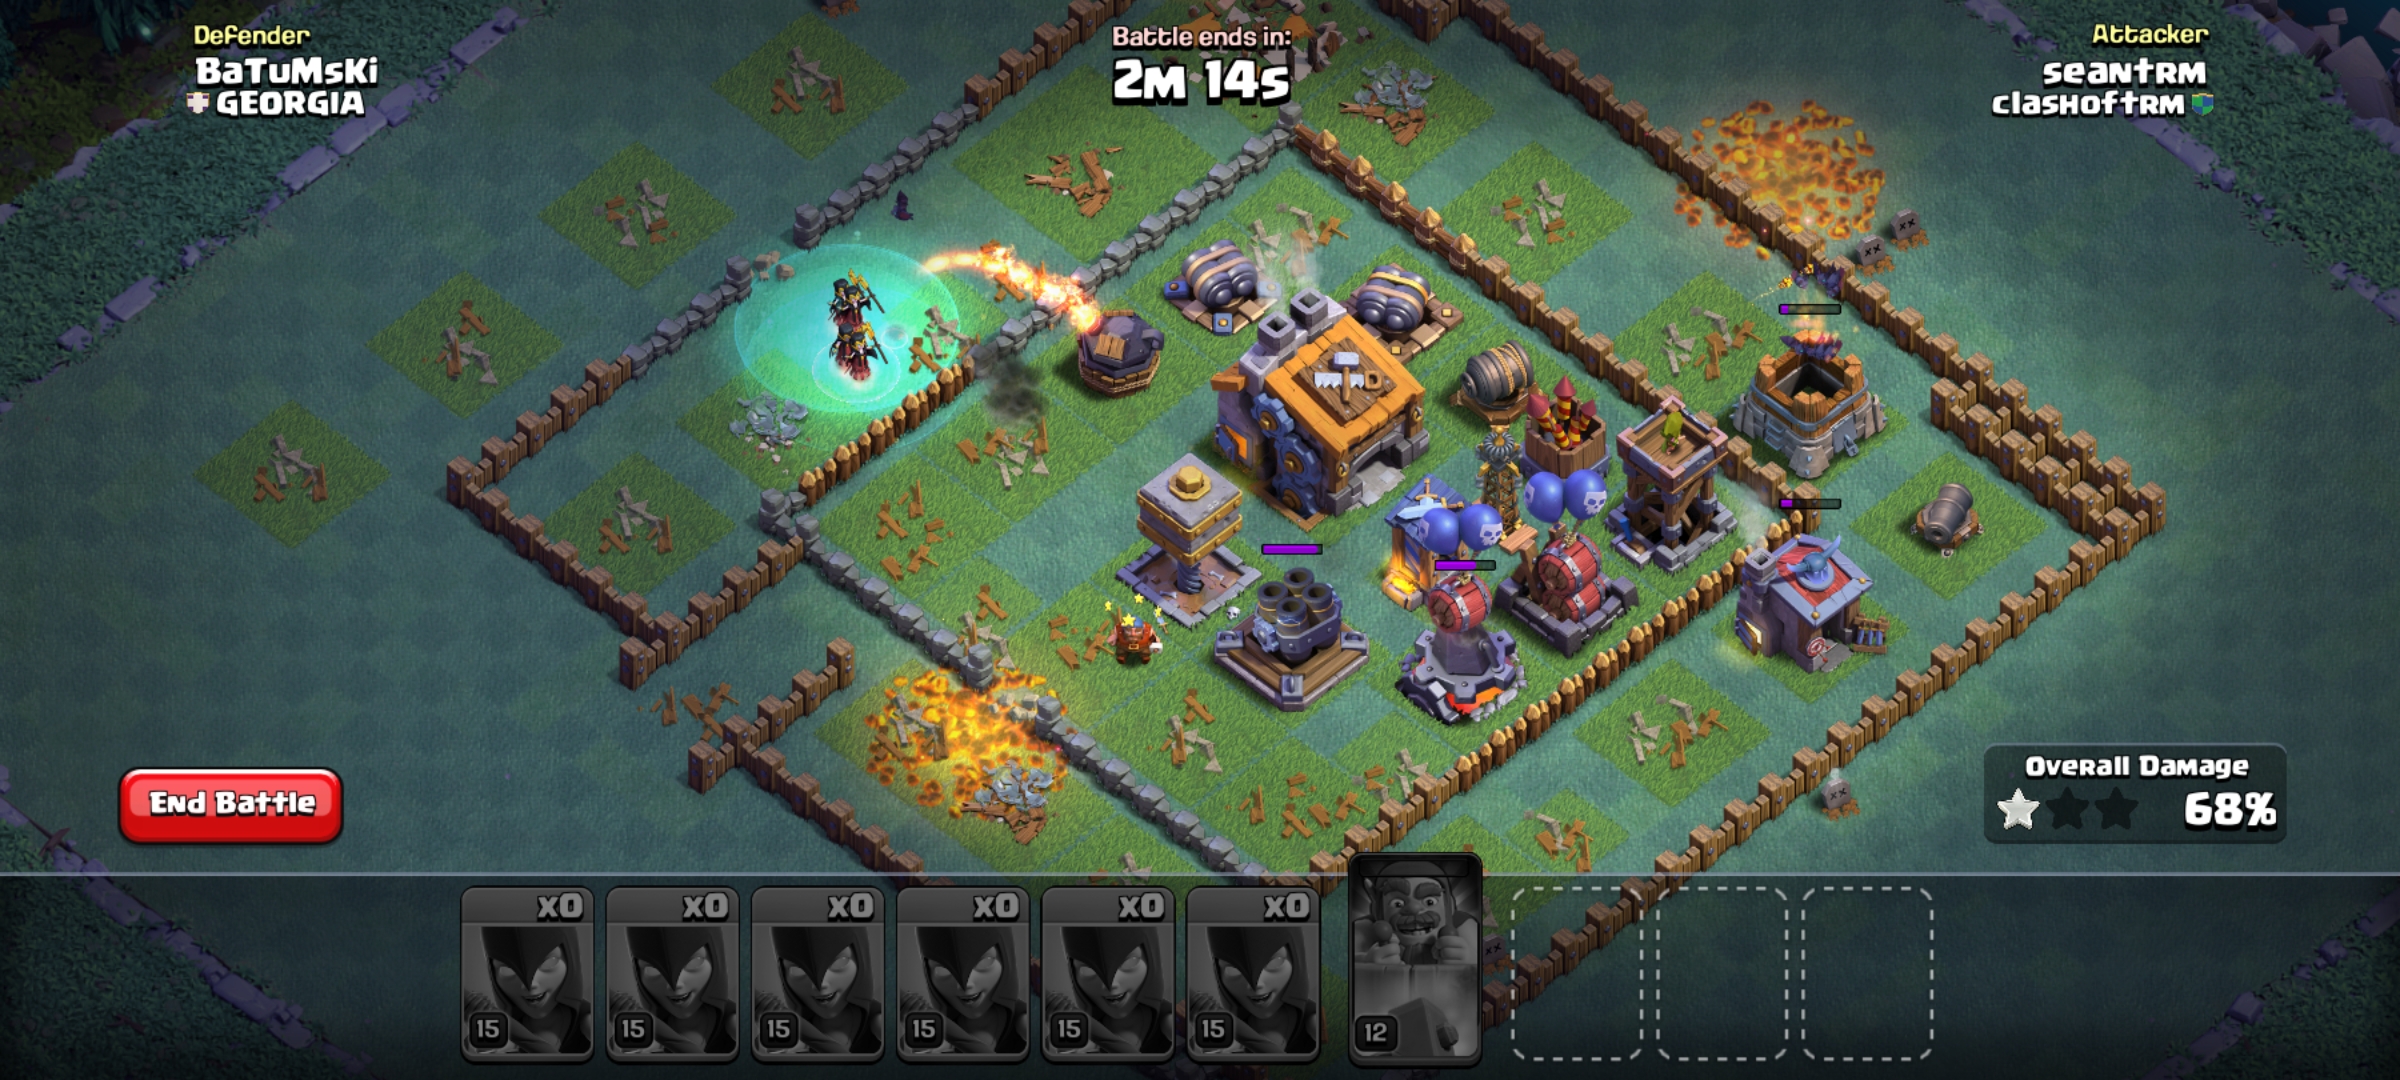 Defender
BaTuMsKi
GEORGIA
Battle ends in:
2M 14s
Attacker
seantRM
clashoftRM
End Battle
Overall Damage
68%
x0
x0
x0
x0
x0
x0
15
15
15
15
15
15
12